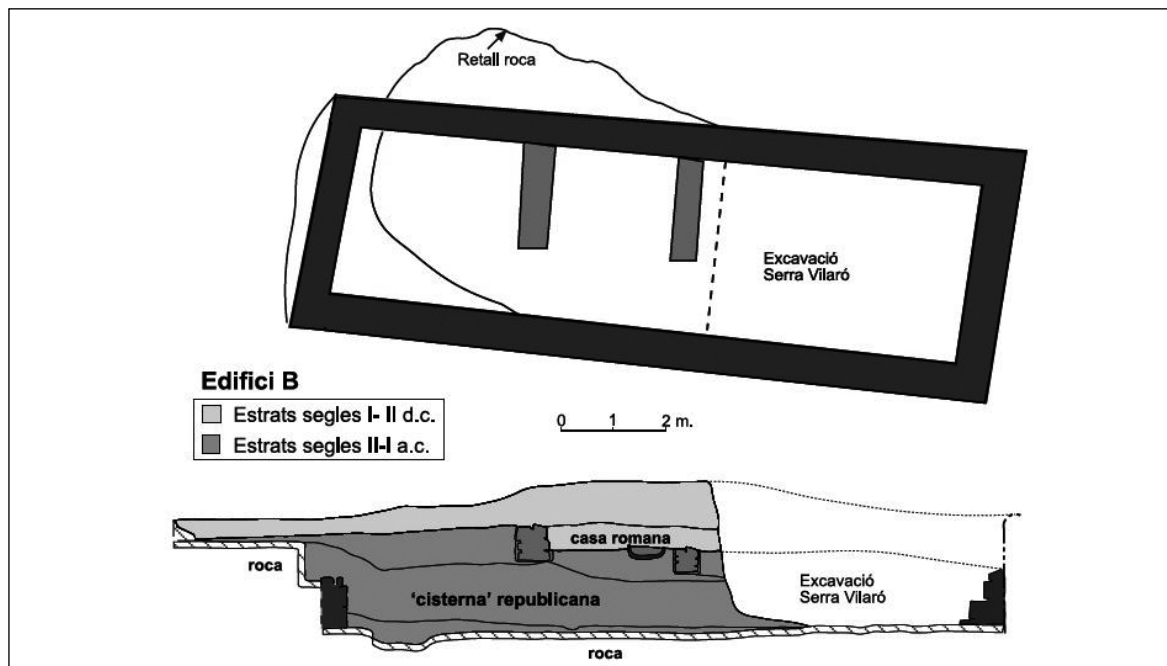 Retall roca
Excavació
Serra Vilaró
Edifici B
Estrats segles I- II d.c.
Estrats segles II-I a.c.
0 1 2 m.
casa romana
roca
'cisterna' republicana
Excavació
Serra Vilaró
roca